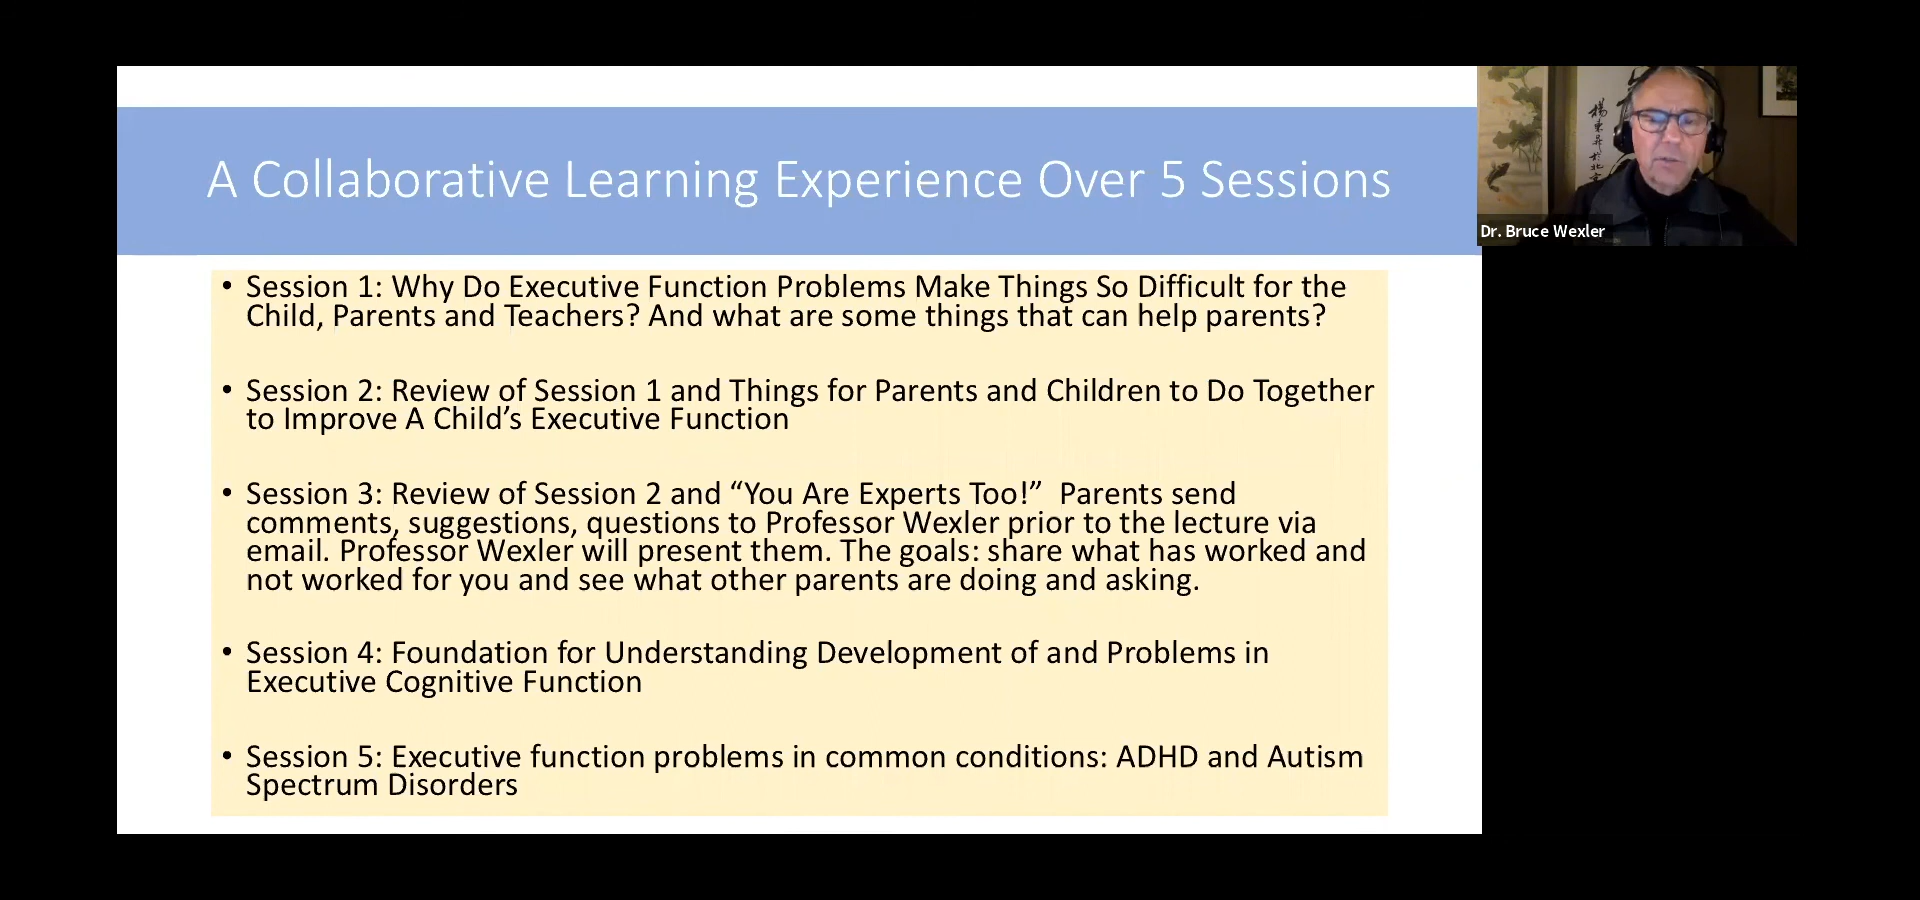 A Collaborative Learning Experience Over 5 Sessions
• Session 1: Why Do Executive Function Problems Make Things So Difficult for the
Child, Parents and Teachers? And what are some things that can help parents?
• Session 2: Review of Session 1 and Things for Parents and Children to Do Together
to Improve A Child’s Executive Function
• Session 3: Review of Session 2 and “You Are Experts Too!”  Parents send
comments, suggestions, questions to Professor Wexler prior to the lecture via
email. Professor Wexler will present them. The goals: share what has worked and
not worked for you and see what other parents are doing and asking.
• Session 4: Foundation for Understanding Development of and Problems in
Executive Cognitive Function
• Session 5: Executive function problems in common conditions: ADHD and Autism
Spectrum Disorders
Dr. Bruce Wexler